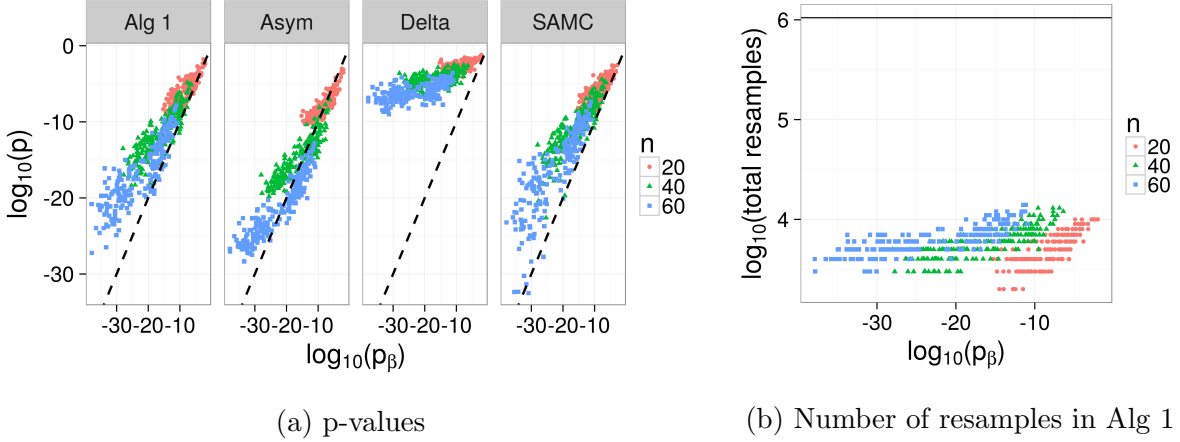 Alg 1 Asym Delta SAMC
log10(p)
0
-10
-20
-30
-30-20-10 -30-20-10 -30-20-10 -30-20-10
log10(pβ)
n
20
40
60
(a) p-values
log10(total resamples)
6
5
4
-30 -20 -10
log10(pβ)
n
20
40
60
(b) Number of resamples in Alg 1